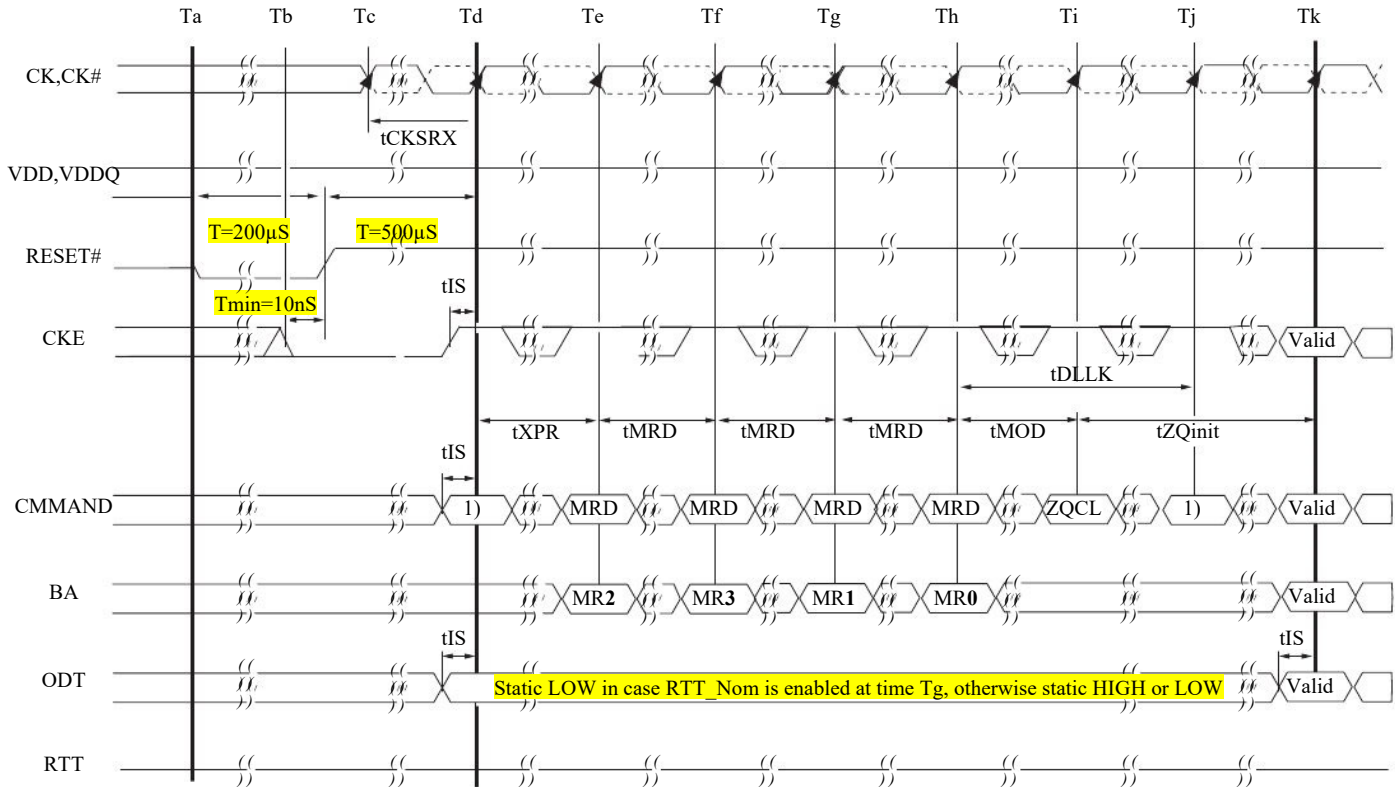 Ta Tb Tc Td Te Tf Tg Th Ti Tj Tk
CK,CK#
tCKSRX
VDD,VDDQ
T=200µS T=500µS
RESET#
tIS
Tmin=10nS
CKE Valid
tDLLK
tXPR tMRD tMRD tMRD tMOD tZQinit
tIS
CMMAND 1) MRD MRD MRD MRD ZQCL 1) Valid
BA MR2 MR3 MR1 MR0 Valid
tIS tIS
ODT Static LOW in case RTT_Nom is enabled at time Tg, otherwise static HIGH or LOW Valid
RTT